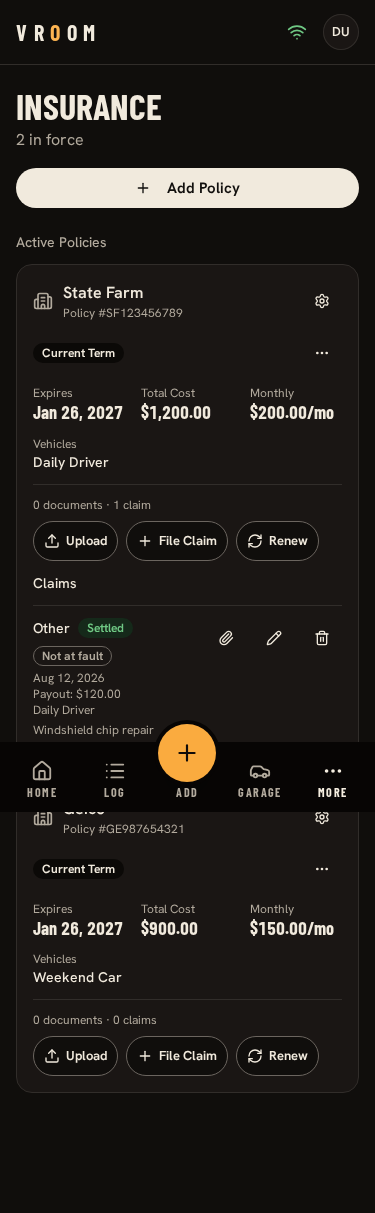 VROOM
DU
INSURANCE
2 in force
Add Policy
Active Policies
State Farm
Policy #SF123456789
Current Term
Expires Total Cost Monthly
Jan 26, 2027 $1,200.00 $200.00/mo
Vehicles
Daily Driver
0 documents · 1 claim
Upload File Claim Renew
Claims
Other Settled
Not at fault
Aug 12, 2026
Payout: $120.00
Daily Driver
Windshield chip repair
HOME LOG ADD GARAGE MORE
Policy #GE987654321
Current Term
Expires Total Cost Monthly
Jan 26, 2027 $900.00 $150.00/mo
Vehicles
Weekend Car
0 documents · 0 claims
Upload File Claim Renew